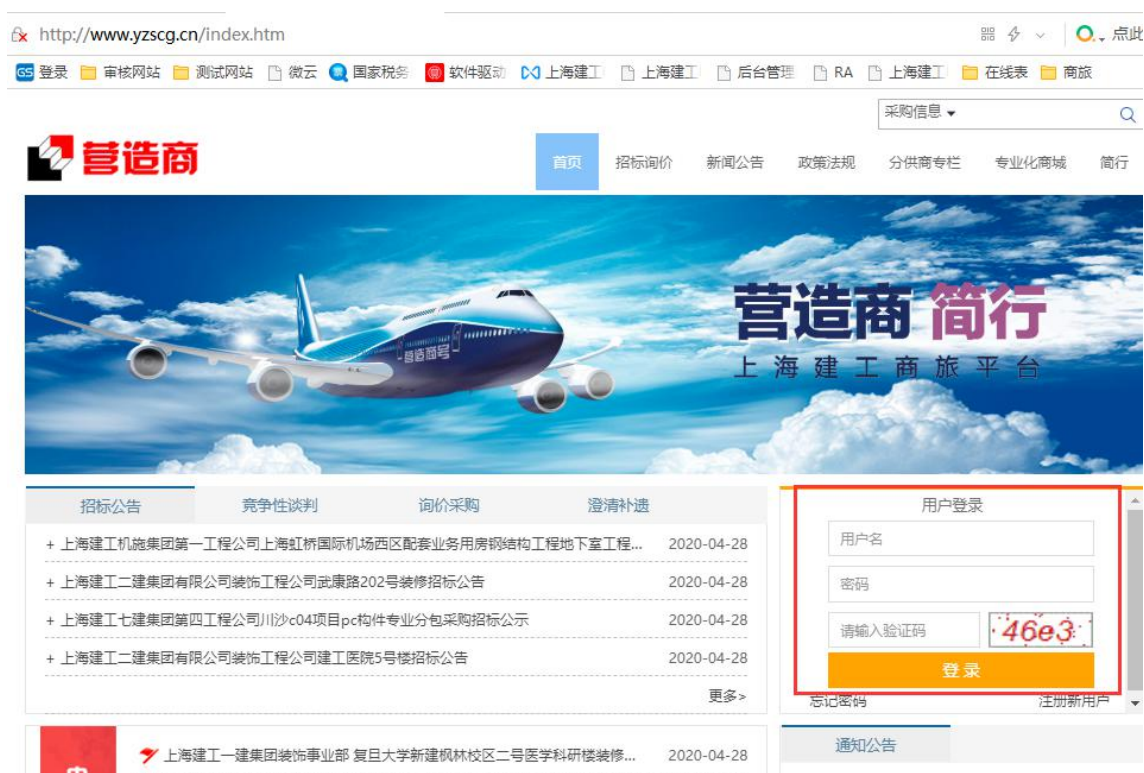 http://www.yzscg.cn/index.htm
点此
GS 登录 审核网站 测试网站 微云 国家税务 软件驱动 上海建工 上海建工 后台管理 RA 上海建工 在线表 商旅
采购信息
营造商
首页 招标询价 新闻公告 政策法规 分供商专栏 专业化商城 简行
营造商 简行
上海建工商旅平台
营造商号
招标公告 竞争性谈判 询价采购 澄清补遗
+ 上海建工机施集团第一工程公司上海虹桥国际机场西区配套业务用房钢结构工程地下室工程... 2020-04-28
+ 上海建工二建集团有限公司装饰工程公司武康路202号装修招标公告 2020-04-28
+ 上海建工七建集团第四工程公司川沙c04项目pc构件专业分包采购招标公示 2020-04-28
+ 上海建工二建集团有限公司装饰工程公司建工医院5号楼招标公告 2020-04-28
更多>
用户登录
用户名
密码
请输入验证码 46e3
登录
忘记密码 注册新用户
上海建工一建集团装饰事业部 复旦大学新建枫林校区二号医学科研楼装修... 2020-04-28
通知公告